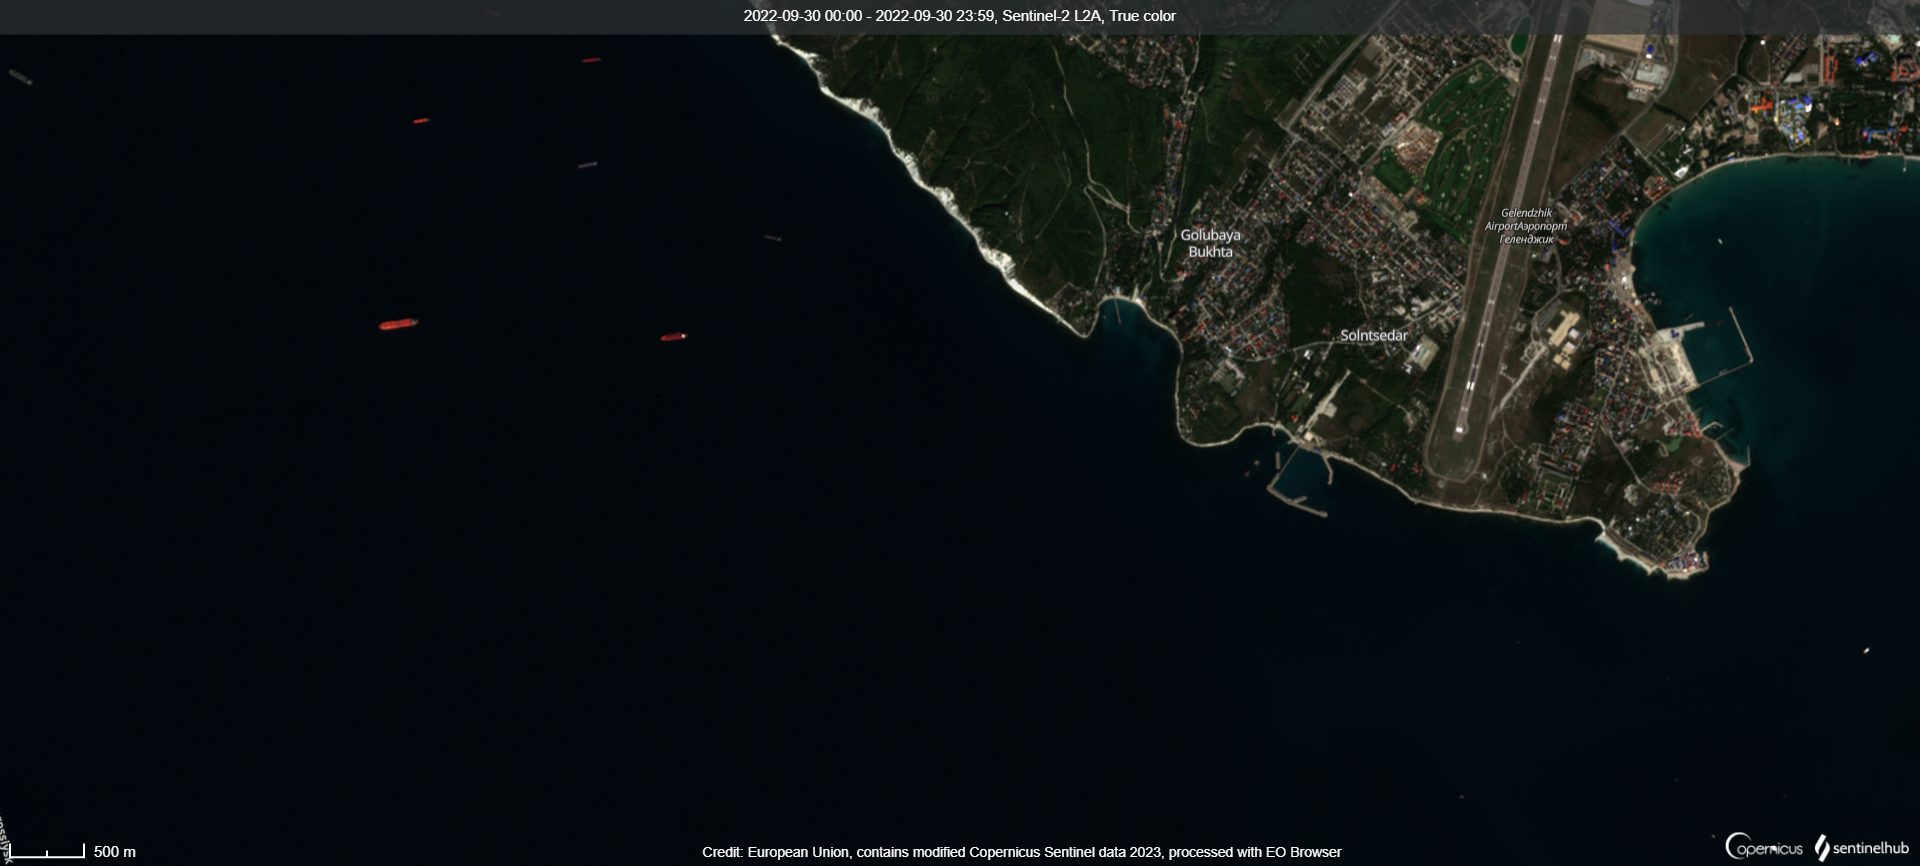 2022-09-30 00:00 - 2022-09-30 23:59, Sentinel-2 L2A, True color
Gelendzhik
AirportАэропорт
Геленджик
Golubaya
Bukhta
Solntsedar
500 m
Credit: European Union, contains modified Copernicus Sentinel data 2023, processed with EO Browser
opernicus
sentinelhub